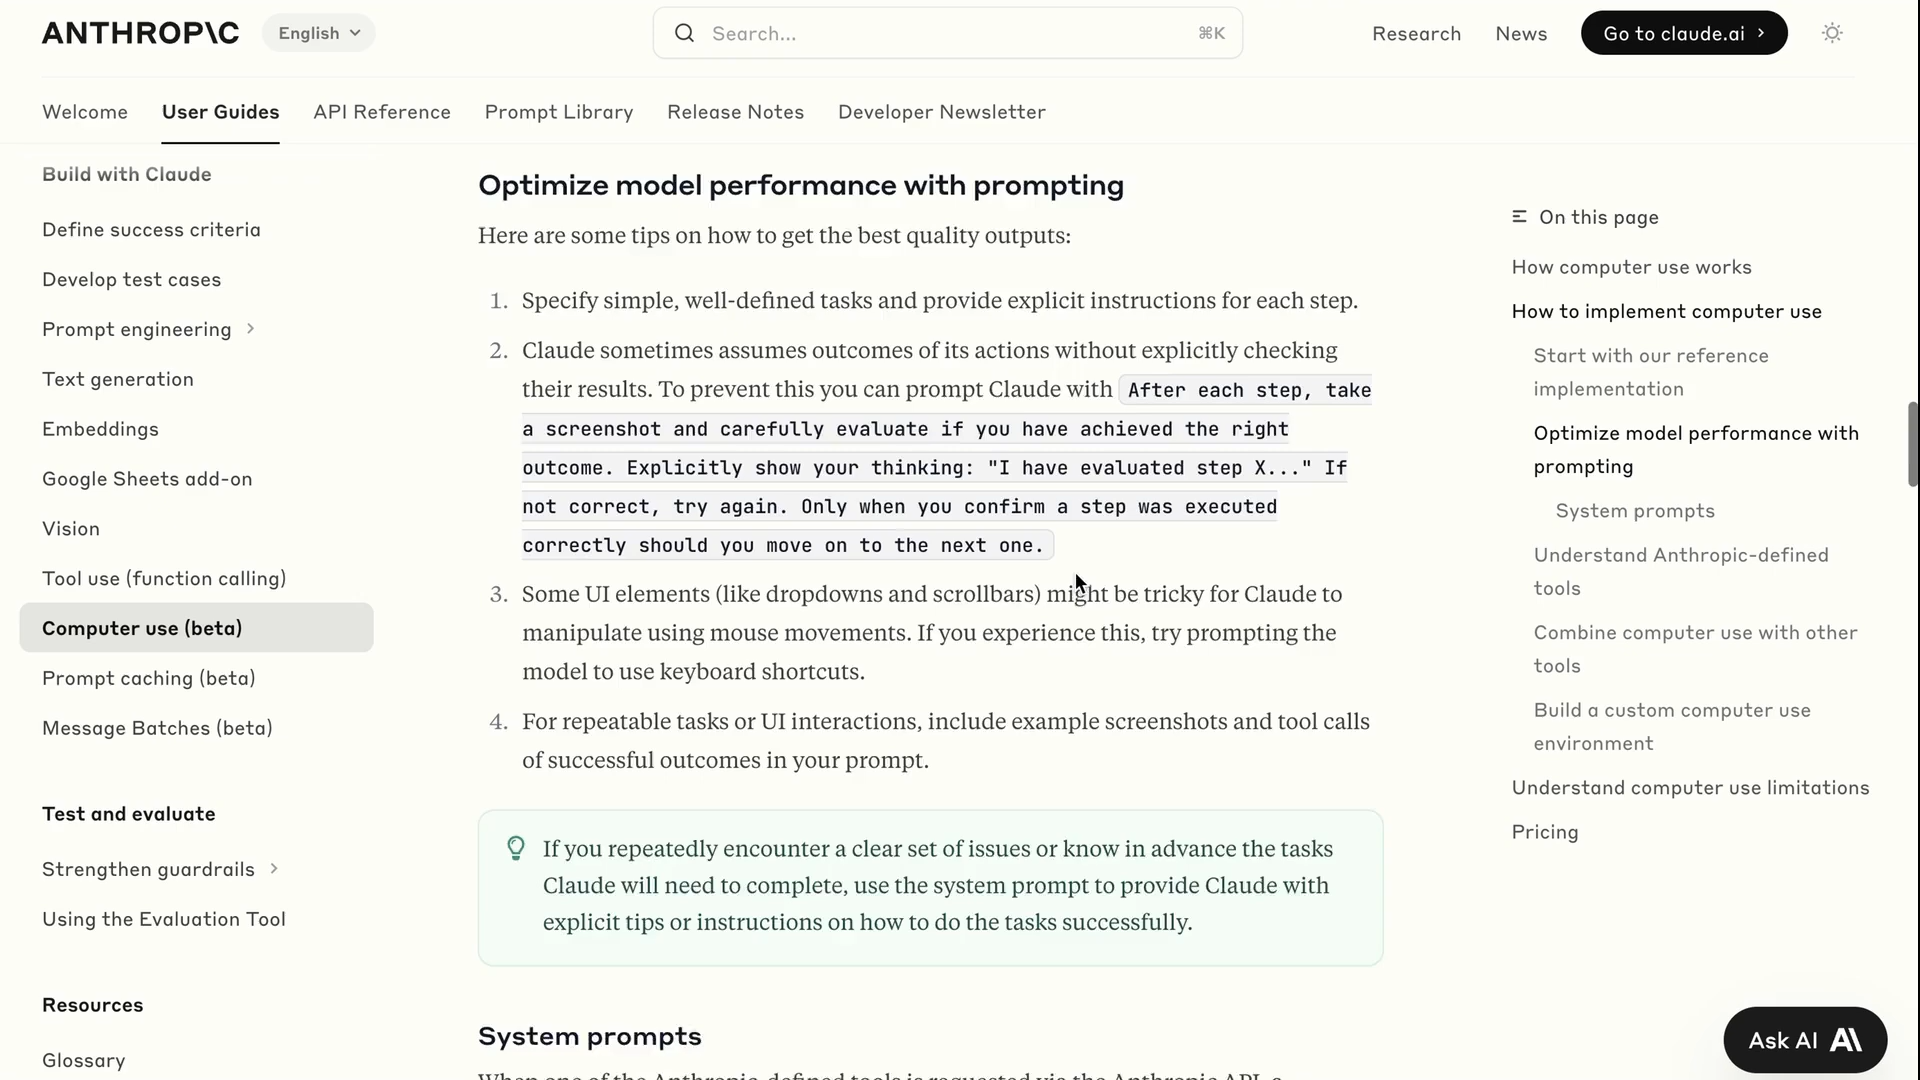 ANTHROP\C
English
Search...
⌘K
Research
News
Go to claude.ai
Welcome
User Guides
API Reference
Prompt Library
Release Notes
Developer Newsletter
Build with Claude
Define success criteria
Develop test cases
Prompt engineering
Text generation
Embeddings
Google Sheets add-on
Vision
Tool use (function calling)
Computer use (beta)
Prompt caching (beta)
Message Batches (beta)
Test and evaluate
Strengthen guardrails
Using the Evaluation Tool
Resources
Glossary
Optimize model performance with prompting
Here are some tips on how to get the best quality outputs:
1. Specify simple, well-defined tasks and provide explicit instructions for each step.
2. Claude sometimes assumes outcomes of its actions without explicitly checking
their results. To prevent this you can prompt Claude with After each step, take
a screenshot and carefully evaluate if you have achieved the right
outcome. Explicitly show your thinking: "I have evaluated step X..." If
not correct, try again. Only when you confirm a step was executed
correctly should you move on to the next one.
3. Some UI elements (like dropdowns and scrollbars) might be tricky for Claude to
manipulate using mouse movements. If you experience this, try prompting the
model to use keyboard shortcuts.
4. For repeatable tasks or UI interactions, include example screenshots and tool calls
of successful outcomes in your prompt.
If you repeatedly encounter a clear set of issues or know in advance the tasks
Claude will need to complete, use the system prompt to provide Claude with
explicit tips or instructions on how to do the tasks successfully.
System prompts
When one of the Anthropic-defined tools is requested via the Anthropic API, a
On this page
How computer use works
How to implement computer use
Start with our reference
implementation
Optimize model performance with
prompting
System prompts
Understand Anthropic-defined
tools
Combine computer use with other
tools
Build a custom computer use
environment
Understand computer use limitations
Pricing
Ask AI